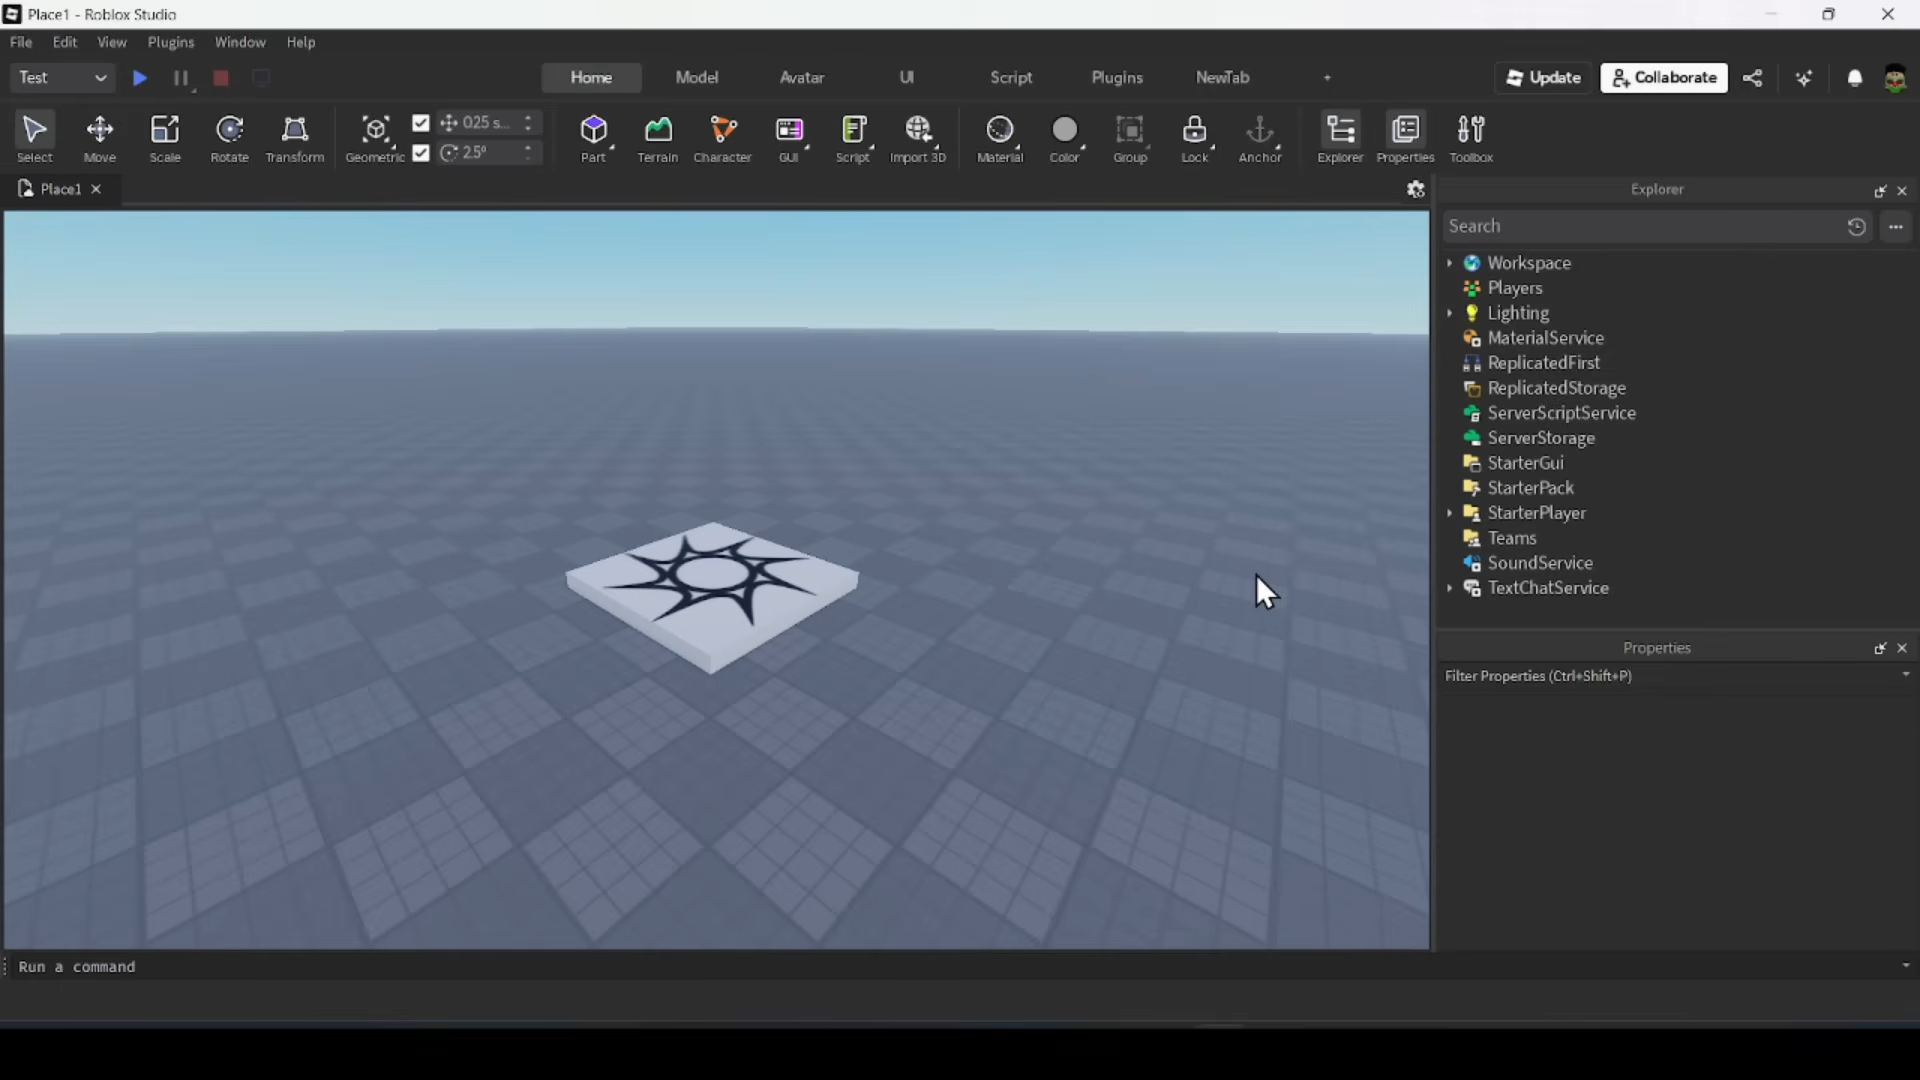 Place1 - Roblox Studio
File Edit View Plugins Window Help
Test Home Model Avatar UI Script Plugins NewTab + Update Collaborate
025 s...
2.5°
Select Move Scale Rotate Transform Geometric Part Terrain Character GUI Script Import 3D Material Color Group Lock Anchor Explorer Properties Toolbox
Place1
Explorer
Search
Workspace
Players
Lighting
MaterialService
ReplicatedFirst
ReplicatedStorage
ServerScriptService
ServerStorage
StarterGui
StarterPack
StarterPlayer
Teams
SoundService
TextChatService
Properties
Filter Properties (Ctrl+Shift+P)
Run a command